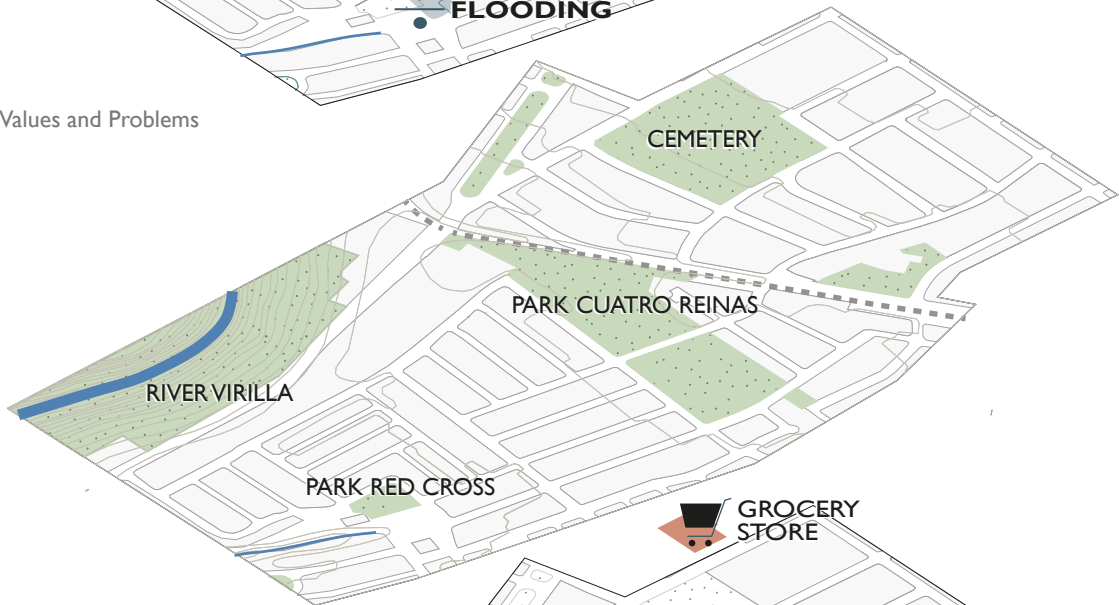 FLOODING
Values and Problems
CEMETERY
PARK CUATRO REINAS
RIVER VIRILLA
PARK RED CROSS
GROCERY
STORE